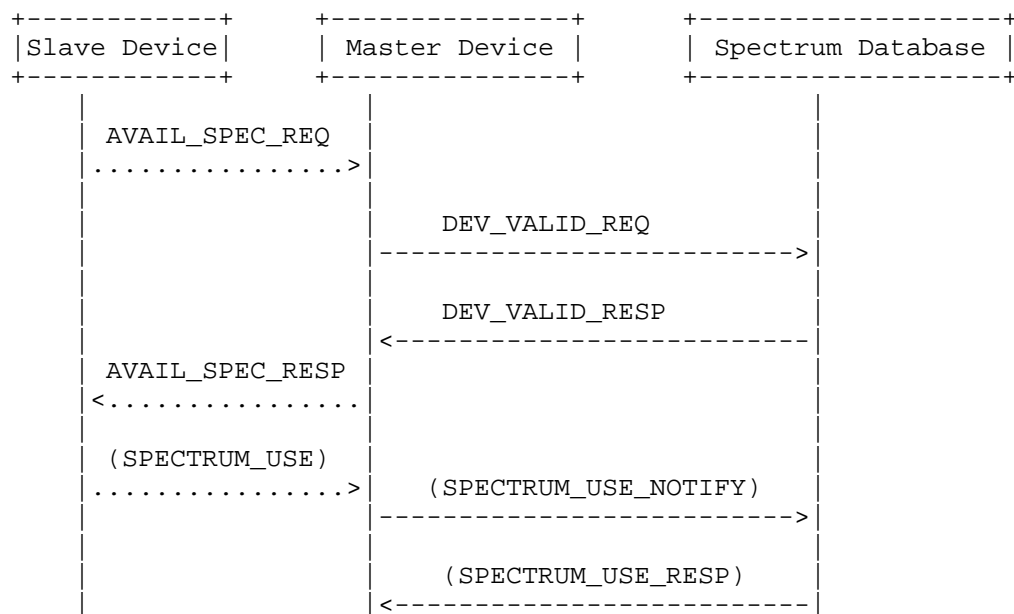 Slave Device Master Device Spectrum Database
AVAIL_SPEC_REQ
DEV_VALID_REQ
DEV_VALID_RESP
AVAIL_SPEC_RESP
(SPECTRUM_USE)
(SPECTRUM_USE_NOTIFY)
(SPECTRUM_USE_RESP)